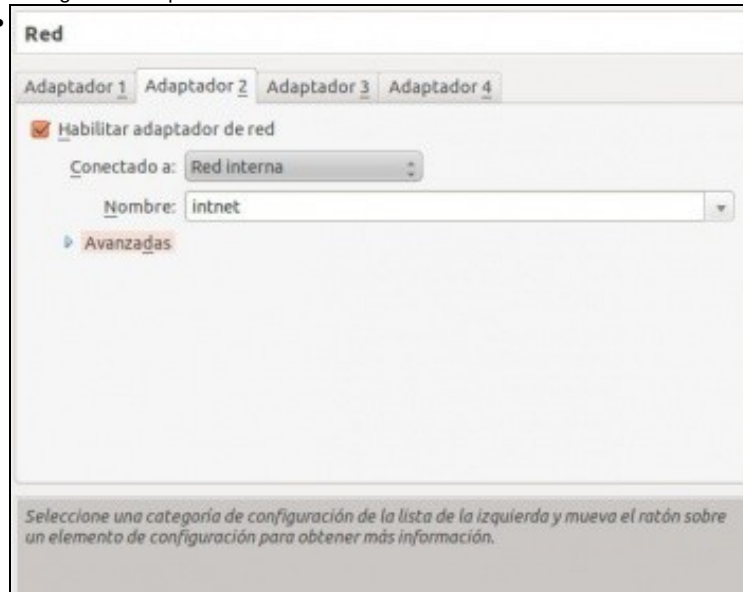 Red
Adaptador 1 Adaptador 2 Adaptador 3 Adaptador 4
Habilitar adaptador de red
Conectado a: Red interna
Nombre: intnet
Avanzadas
Seleccione una categoría de configuración de la lista de la izquierda y mueva el ratón sobre
un elemento de configuración para obtener más información.